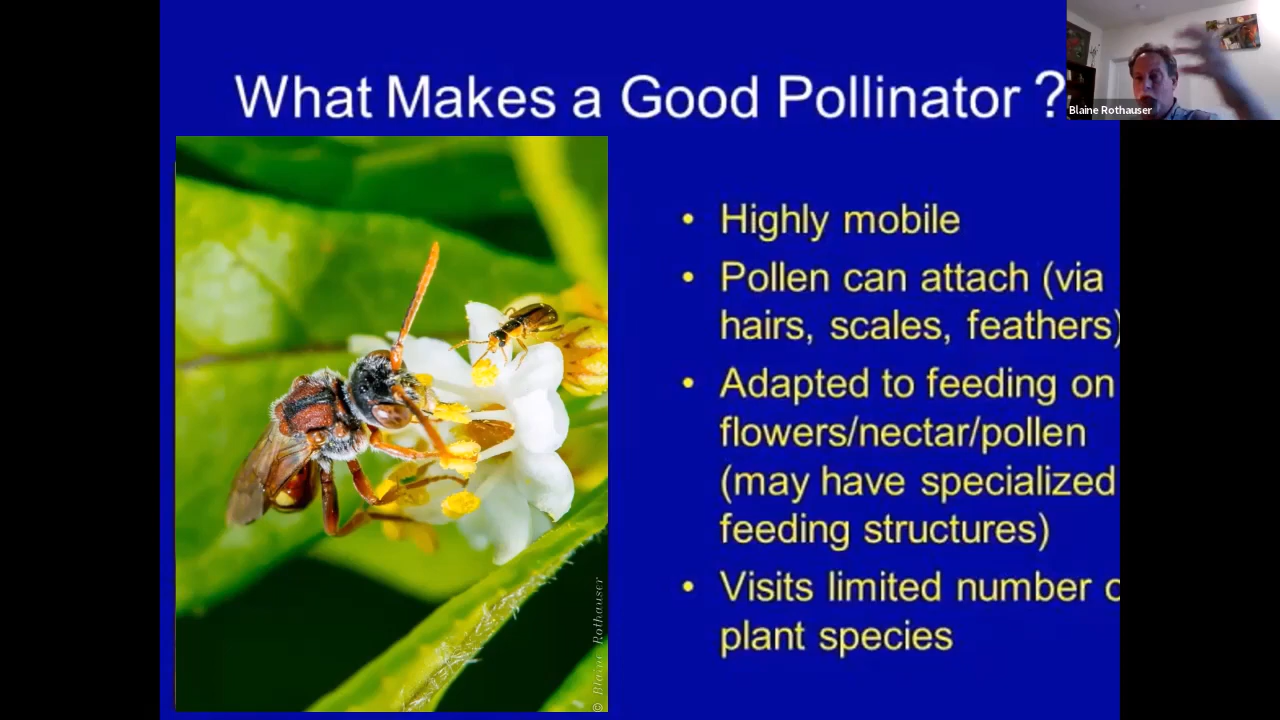 What Makes a Good Pollinator ?
Blaine Rothauser
• Highly mobile
• Pollen can attach (via
hairs, scales, feathers)
• Adapted to feeding on
flowers/nectar/pollen
(may have specialized
feeding structures)
• Visits limited number o
plant species
© Blaine Rothauser